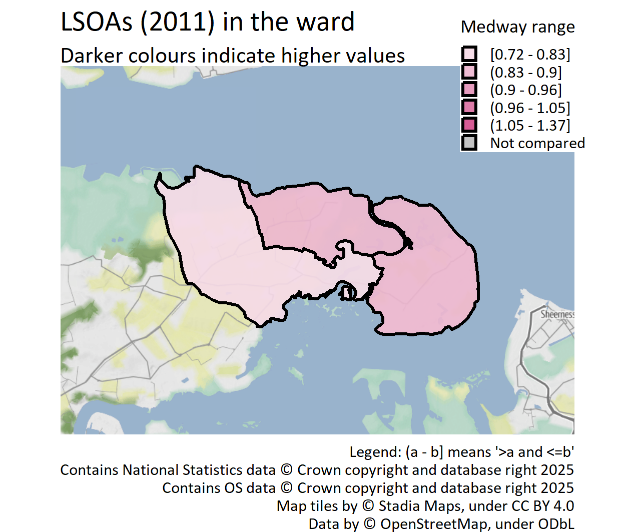 LSOAs (2011) in the ward
Darker colours indicate higher values
Medway range
[0.72 - 0.83]
(0.83 - 0.9]
(0.9 - 0.96]
(0.96 - 1.05]
(1.05 - 1.37]
Not compared
Sheerness
Legend: (a - b] means '>a and <=b'
Contains National Statistics data © Crown copyright and database right 2025
Contains OS data © Crown copyright and database right 2025
Map tiles by © Stadia Maps, under CC BY 4.0
Data by © OpenStreetMap, under ODbL